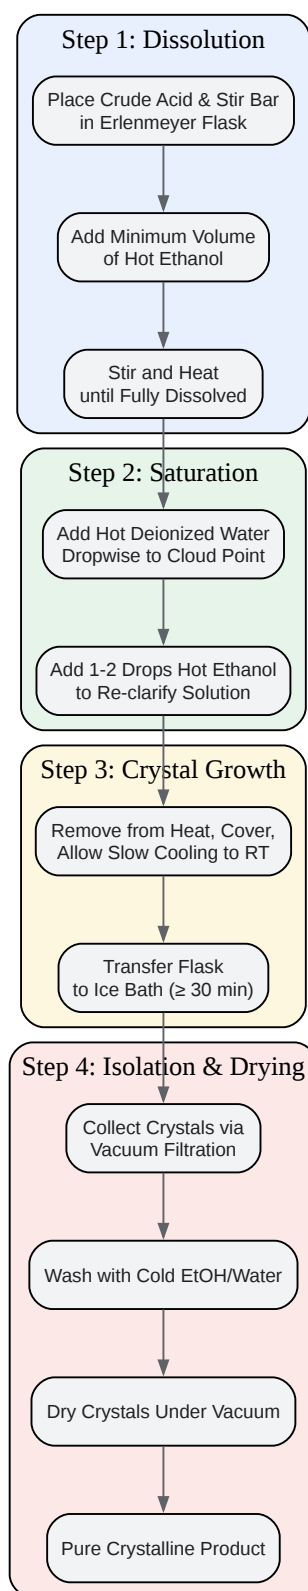 Step 1: Dissolution
Place Crude Acid & Stir Bar
in Erlenmeyer Flask
Add Minimum Volume
of Hot Ethanol
Stir and Heat
until Fully Dissolved
Step 2: Saturation
Add Hot Deionized Water
Dropwise to Cloud Point
Add 1-2 Drops Hot Ethanol
to Re-clarify Solution
Step 3: Crystal Growth
Remove from Heat, Cover,
Allow Slow Cooling to RT
Transfer Flask
to Ice Bath (≥ 30 min)
Step 4: Isolation & Drying
Collect Crystals via
Vacuum Filtration
Wash with Cold EtOH/Water
Dry Crystals Under Vacuum
Pure Crystalline Product